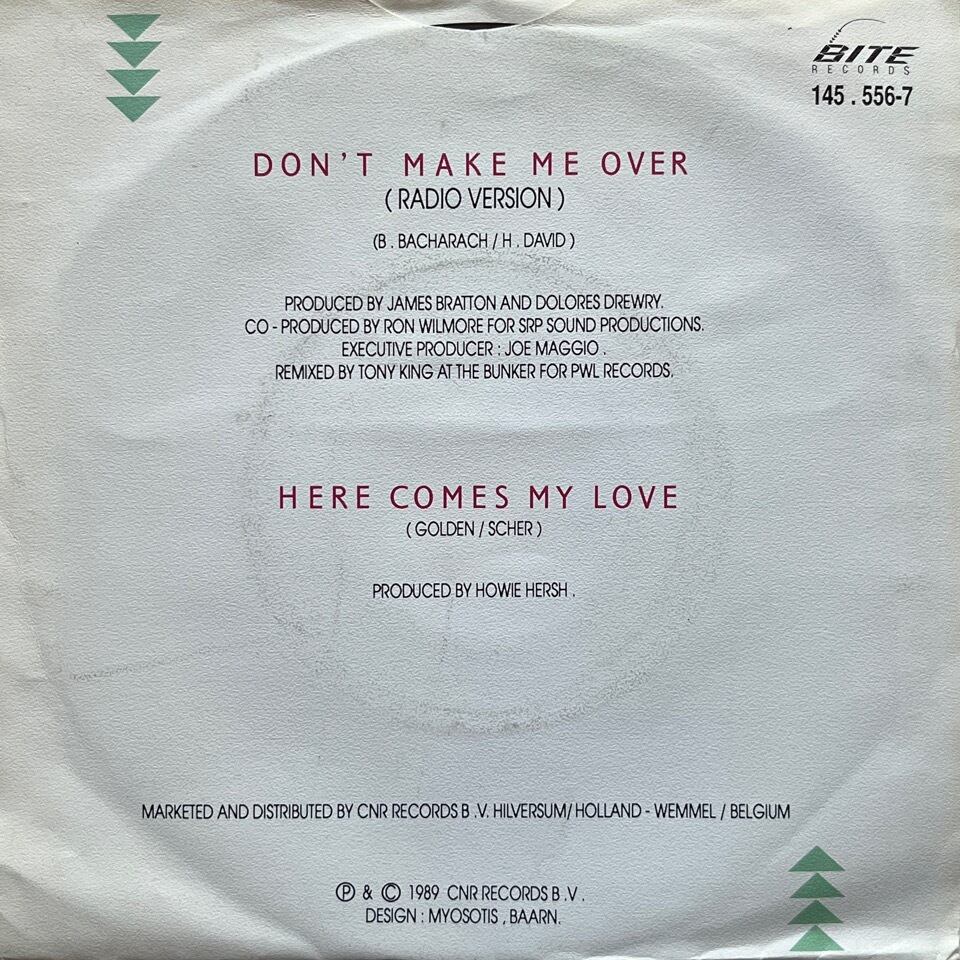 BITE
RECORDS
145 . 556-7
DON'T MAKE ME OVER
( RADIO VERSION )
(B . BACHARACH / H . DAVID )
PRODUCED BY JAMES BRATTON AND DOLORES DREWRY.
CO - PRODUCED BY RON WILMORE FOR SRP SOUND PRODUCTIONS.
EXECUTIVE PRODUCER : JOE MAGGIO .
REMIXED BY TONY KING AT THE BUNKER FOR PWL RECORDS.
HERE COMES MY LOVE
( GOLDEN / SCHER )
PRODUCED BY HOWIE HERSH .
MARKETED AND DISTRIBUTED BY CNR RECORDS B .V. HILVERSUM/ HOLLAND - WEMMEL / BELGIUM
Ⓟ & © 1989 CNR RECORDS B .V .
DESIGN : MYOSOTIS , BAARN.